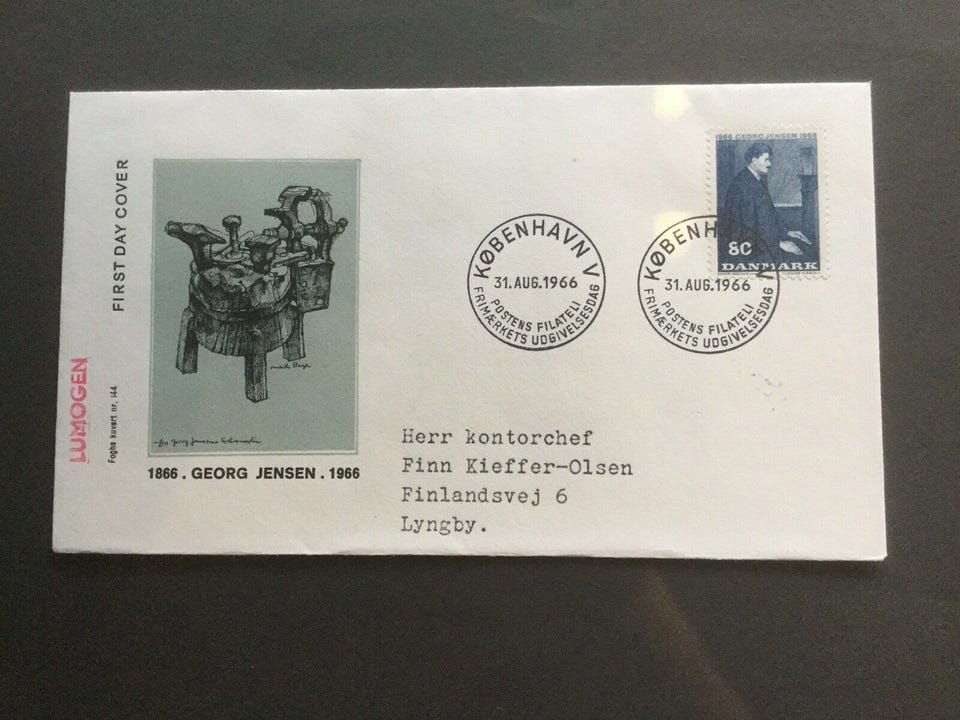 FIRST DAY COVER
LUMOGEN
Foghs kuvert nr. 144
1866 . GEORG JENSEN . 1966
KØBENHAVN V
31. AUG. 1966
POSTENS FILATELI
FRIMÆRKETS UDGIVELSESDAG
KØBENHAVN V
31. AUG. 1966
POSTENS FILATELI
FRIMÆRKETS UDGIVELSESDAG
1866 GEORG JENSEN 1966
80
DANMARK
Herr kontorchef
Finn Kieffer-Olsen
Finlandsvej 6
Lyngby.